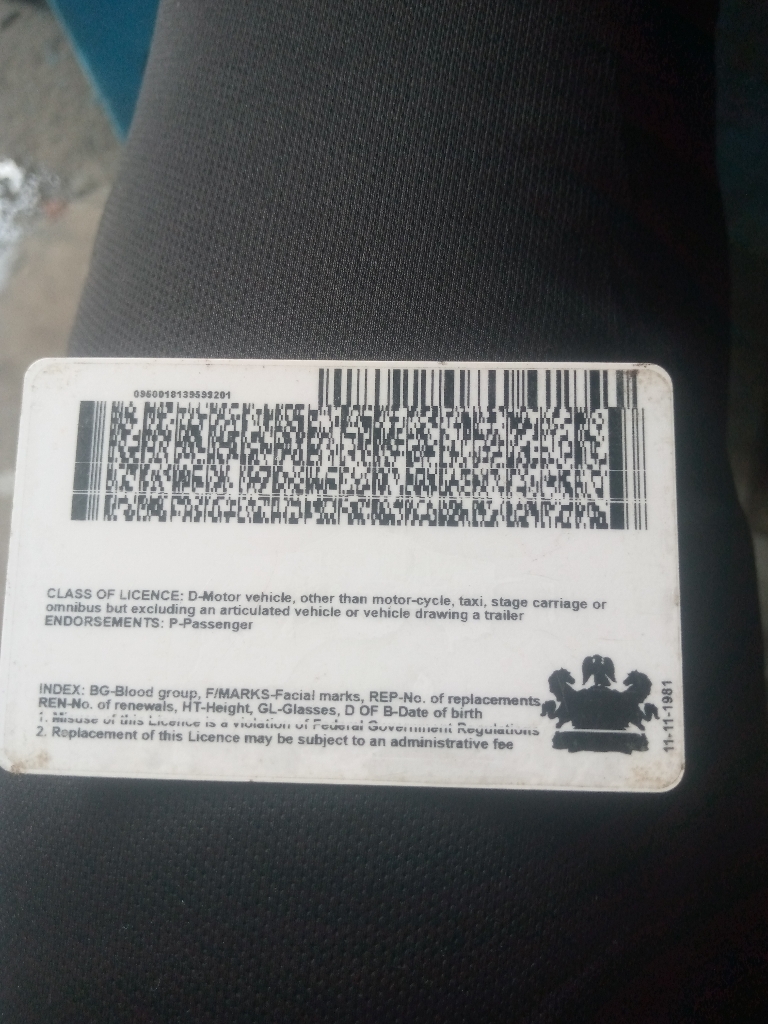 0960018139599201
CLASS OF LICENCE: D-Motor vehicle, other than motor-cycle, taxi, stage carriage or
omnibus but excluding an articulated vehicle or vehicle drawing a trailer
ENDORSEMENTS: P-Passenger
INDEX: BG-Blood group, F/MARKS-Facial marks, REP-No. of replacements
REN-No. of renewals, HT-Height, GL-Glasses, D OF B-Date of birth
1. Misuse of this Licence is a violation of Federal Government Regulations
2. Replacement of this Licence may be subject to an administrative fee
11-11-1981